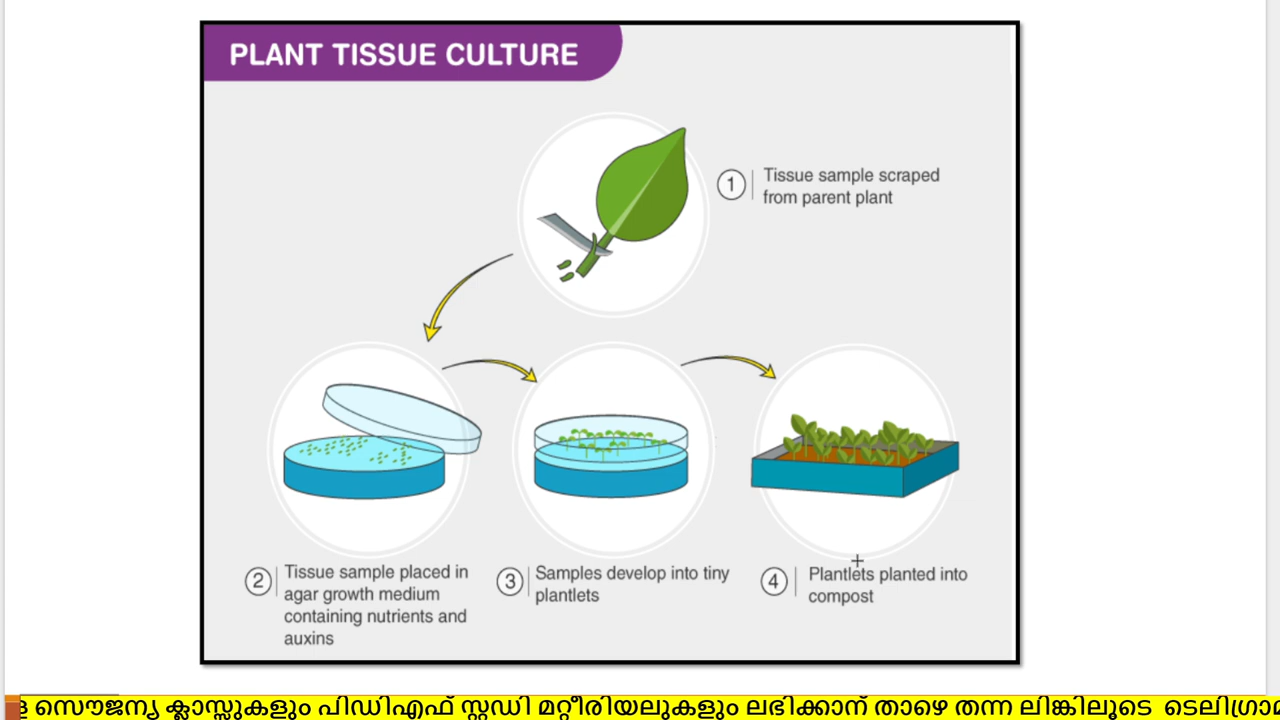 PLANT TISSUE CULTURE
1
Tissue sample scraped
from parent plant
2
Tissue sample placed in
agar growth medium
containing nutrients and
auxins
3
Samples develop into tiny
plantlets
4
Plantlets planted into
compost
സൌജന്യ ക്ലാസ്സുകളും പിഡിഎഫ് സ്റ്റഡി മറ്റീരിയലുകളും ലഭിക്കാന് താഴെ തന്ന ലിങ്കിലൂടെ